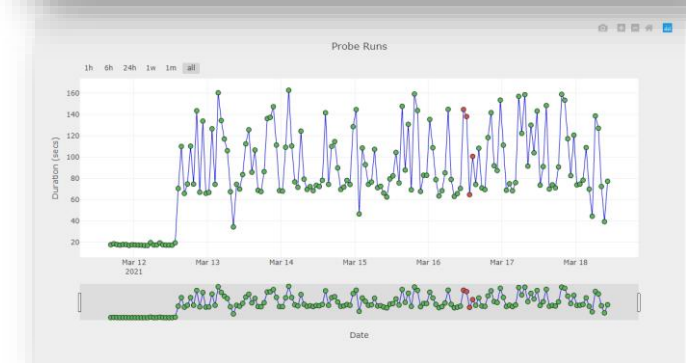 Probe Runs
1h 6h 24h 1w 1m all
Duration (secs)
160
140
120
100
80
60
40
20
Mar 12 Mar 13 Mar 14 Mar 15 Mar 16 Mar 17 Mar 18
2021
Date